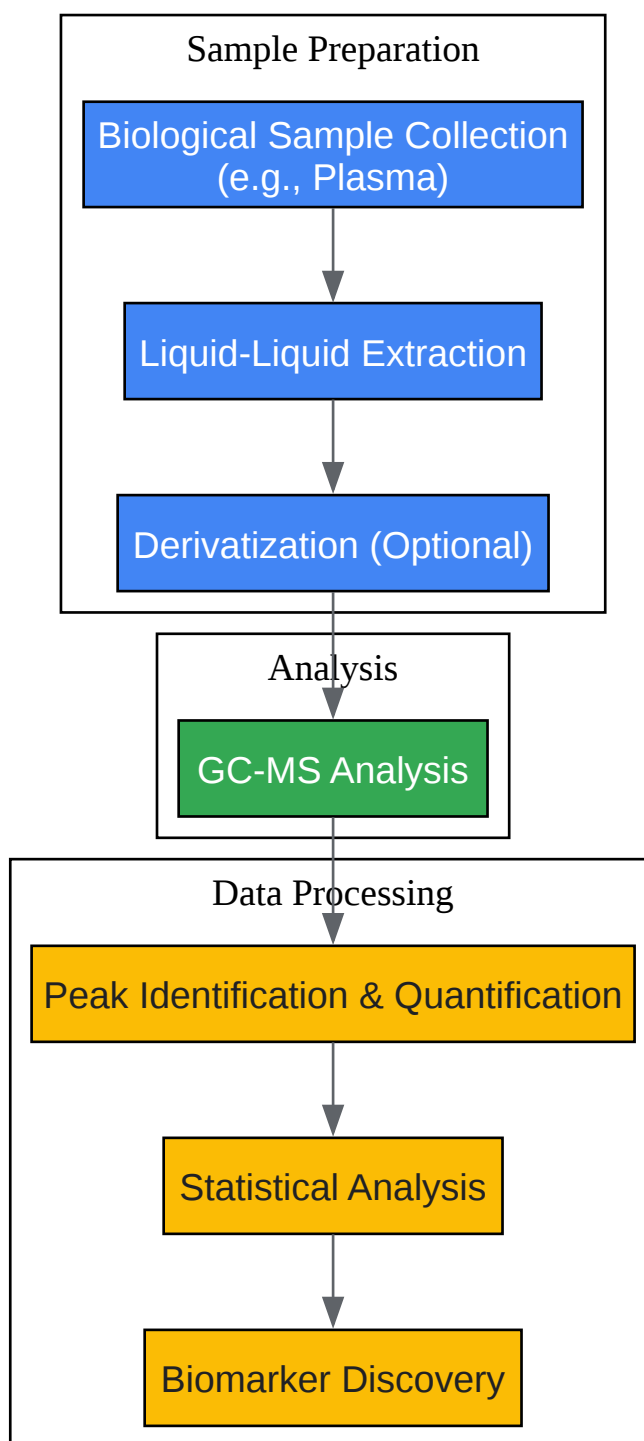 Sample Preparation
Biological Sample Collection
(e.g., Plasma)
Liquid-Liquid Extraction
Derivatization (Optional)
Analysis
GC-MS Analysis
Data Processing
Peak Identification & Quantification
Statistical Analysis
Biomarker Discovery